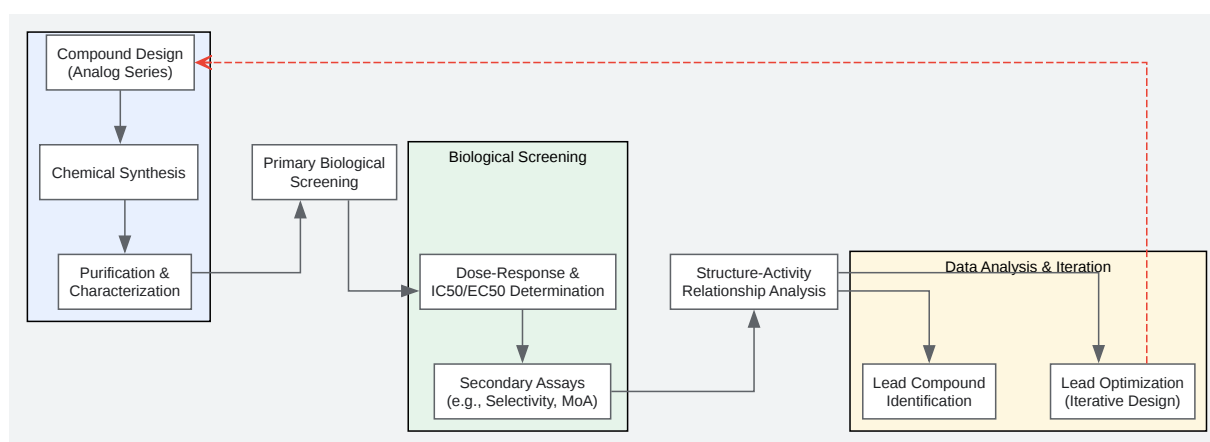 Compound Design
(Analog Series)
Chemical Synthesis
Purification &
Characterization
Primary Biological
Screening
Biological Screening
Dose-Response &
IC50/EC50 Determination
Secondary Assays
(e.g., Selectivity, MoA)
Structure-Activity
Relationship Analysis
Data Analysis & Iteration
Lead Compound
Identification
Lead Optimization
(Iterative Design)